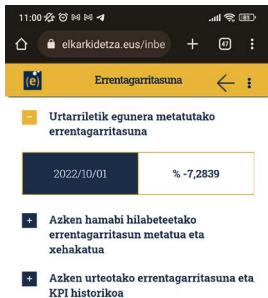 11:00
elkarkidetza.eus/inbe
47
(e)
Errentagarritasuna
Urtarriletik egunera metatutako
errentagarritasuna
2022/10/01
% -7,2839
Azken hamabi hilabeteetako
errentagarritasun metatua eta
xehakatua
Azken urteotako errentagarritasuna eta
KPI historikoa